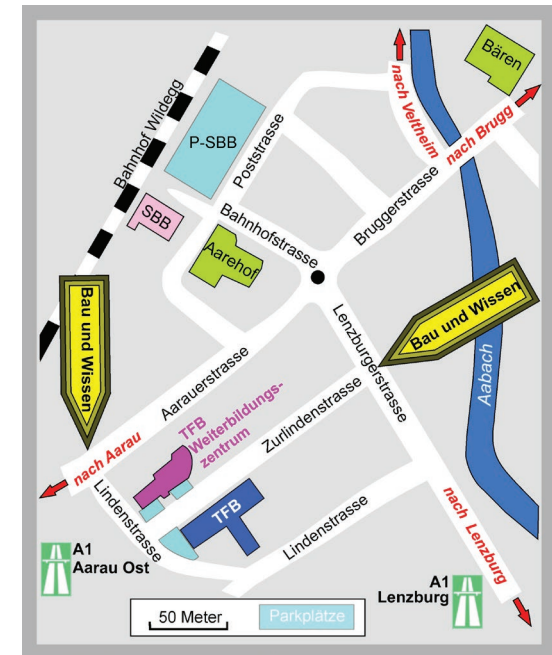 Bären
nach Veltheim
nach Brugg
Bahnhof Wildegg
P-SBB
Poststrasse
SBB
Bahnhofstrasse
Bruggerstrasse
Aarehof
Bau und Wissen
Bau und Wissen
Aabach
Lenzburgerstrasse
Aarauerstrasse
TFB
Weiterbildungs-
zentrum
Zurlindenstrasse
nach Aarau
Lindenstrasse
TFB
Lindenstrasse
nach Lenzburg
A1
Aarau Ost
A1
Lenzburg
50 Meter
Parkplätze